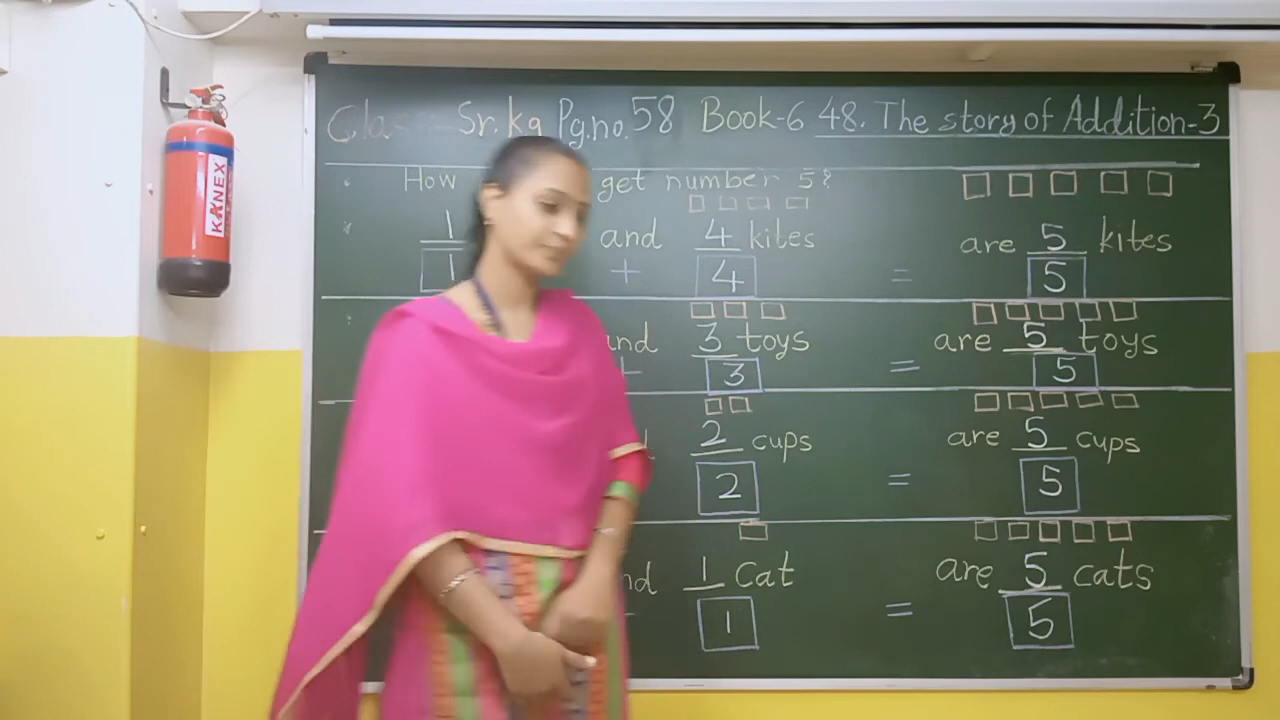 Cla Sr.kg Pg.no.58 Book-6 48. The story of Addition-3
How get number 5?
1 and 4 kites are 5 kites
1 + 4 = 5
and 3 toys are 5 toys
+ 3 = 5
2 cups are 5 cups
2 = 5
nd 1 Cat are 5 cats
1 = 5
KANEX